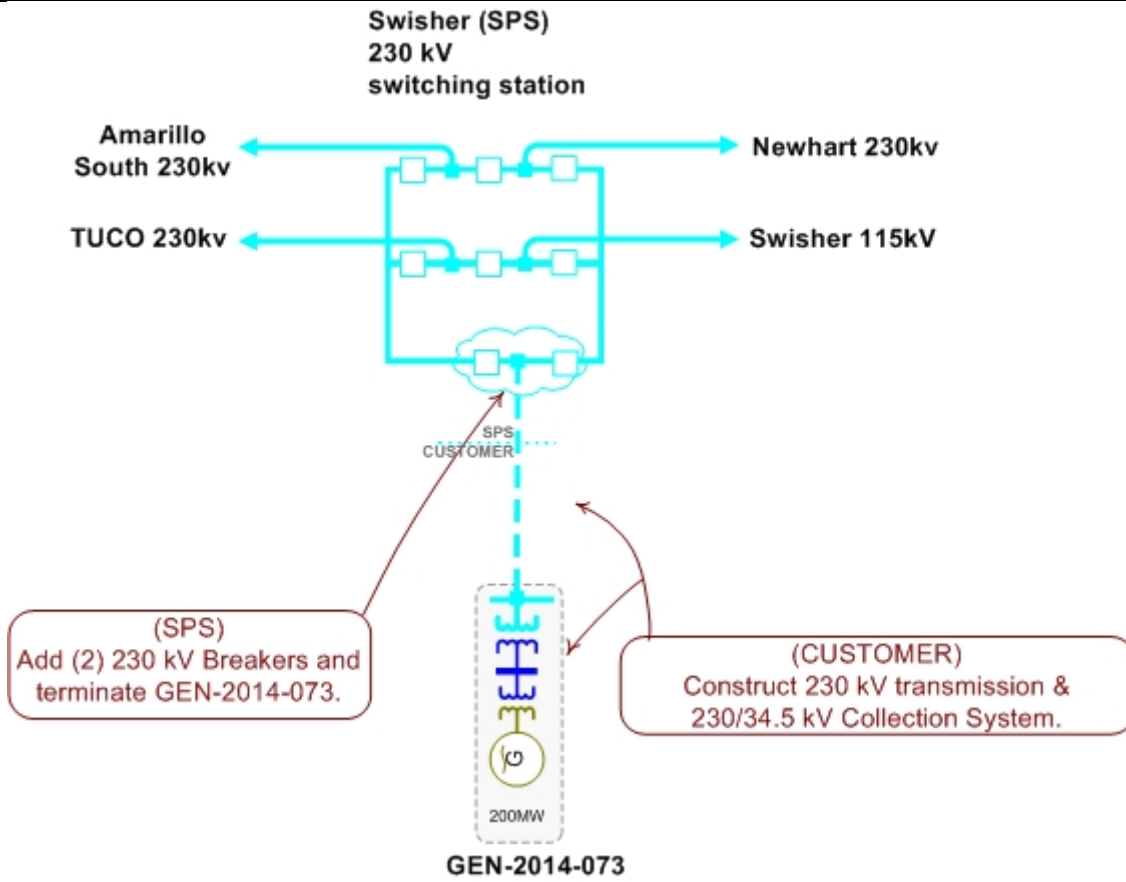 Swisher (SPS)
230 kV
switching station
Amarillo
South 230kv
Newhart 230kv
TUCO 230kv
Swisher 115kV
SPS
CUSTOMER
(SPS)
Add (2) 230 kV Breakers and
terminate GEN-2014-073.
(CUSTOMER)
Construct 230 kV transmission &
230/34.5 kV Collection System.
G
200MW
GEN-2014-073